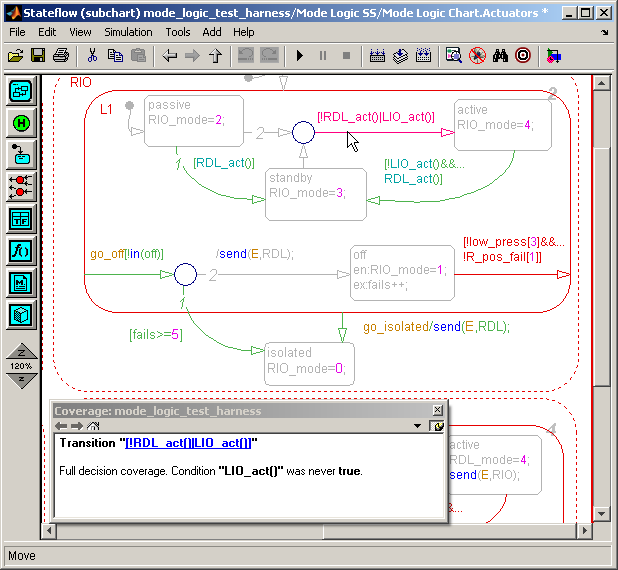 Stateflow (subchart) mode_logic_test_harness/Mode Logic SS/Mode Logic Chart.Actuators *
File Edit View Simulation Tools Add Help
RIO
2
L1
passive
RIO_mode=2;
2
[!RDL_act()|LIO_act()]
active
RIO_mode=4;
1
[RDL_act()]
standby
RIO_mode=3;
[!LIO_act()&&...
RDL_act()]
go_off[!in(off)]
/send(E,RDL);
2
off
en:RIO_mode=1;
ex:fails++;
[!low_press[3]&&...
!R_pos_fail[1]]
1
[fails>=5]
go_isolated/send(E,RDL);
isolated
RIO_mode=0;
120%
Coverage: mode_logic_test_harness
Transition "[!RDL_act()|LIO_act()]"
Full decision coverage. Condition "LIO_act()" was never true.
4
active
RDL_mode=4;
send(E,RIO);
&&...
Move